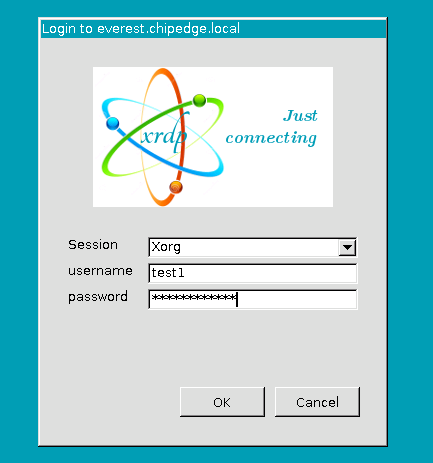 Login to everest.chipedge.local
xrdp
Just
connecting
Session Xorg
username test1
password ************
OK Cancel